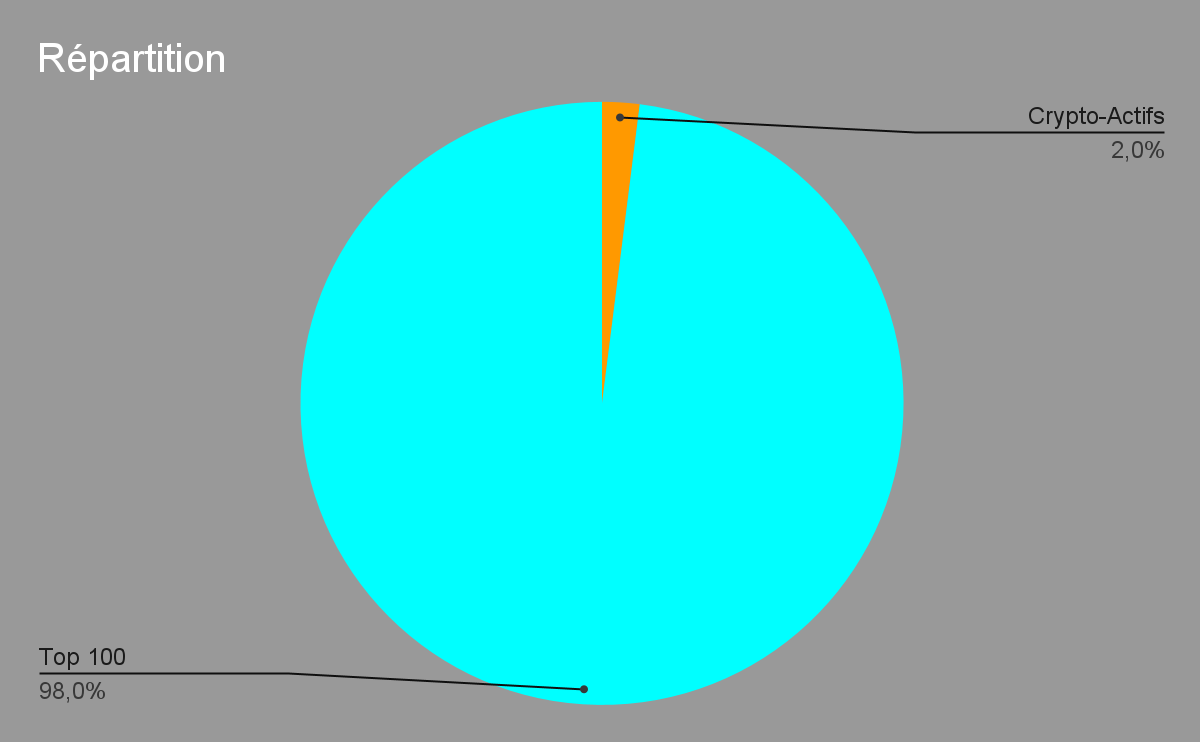 Répartition
Crypto-Actifs
2,0%
Top 100
98,0%